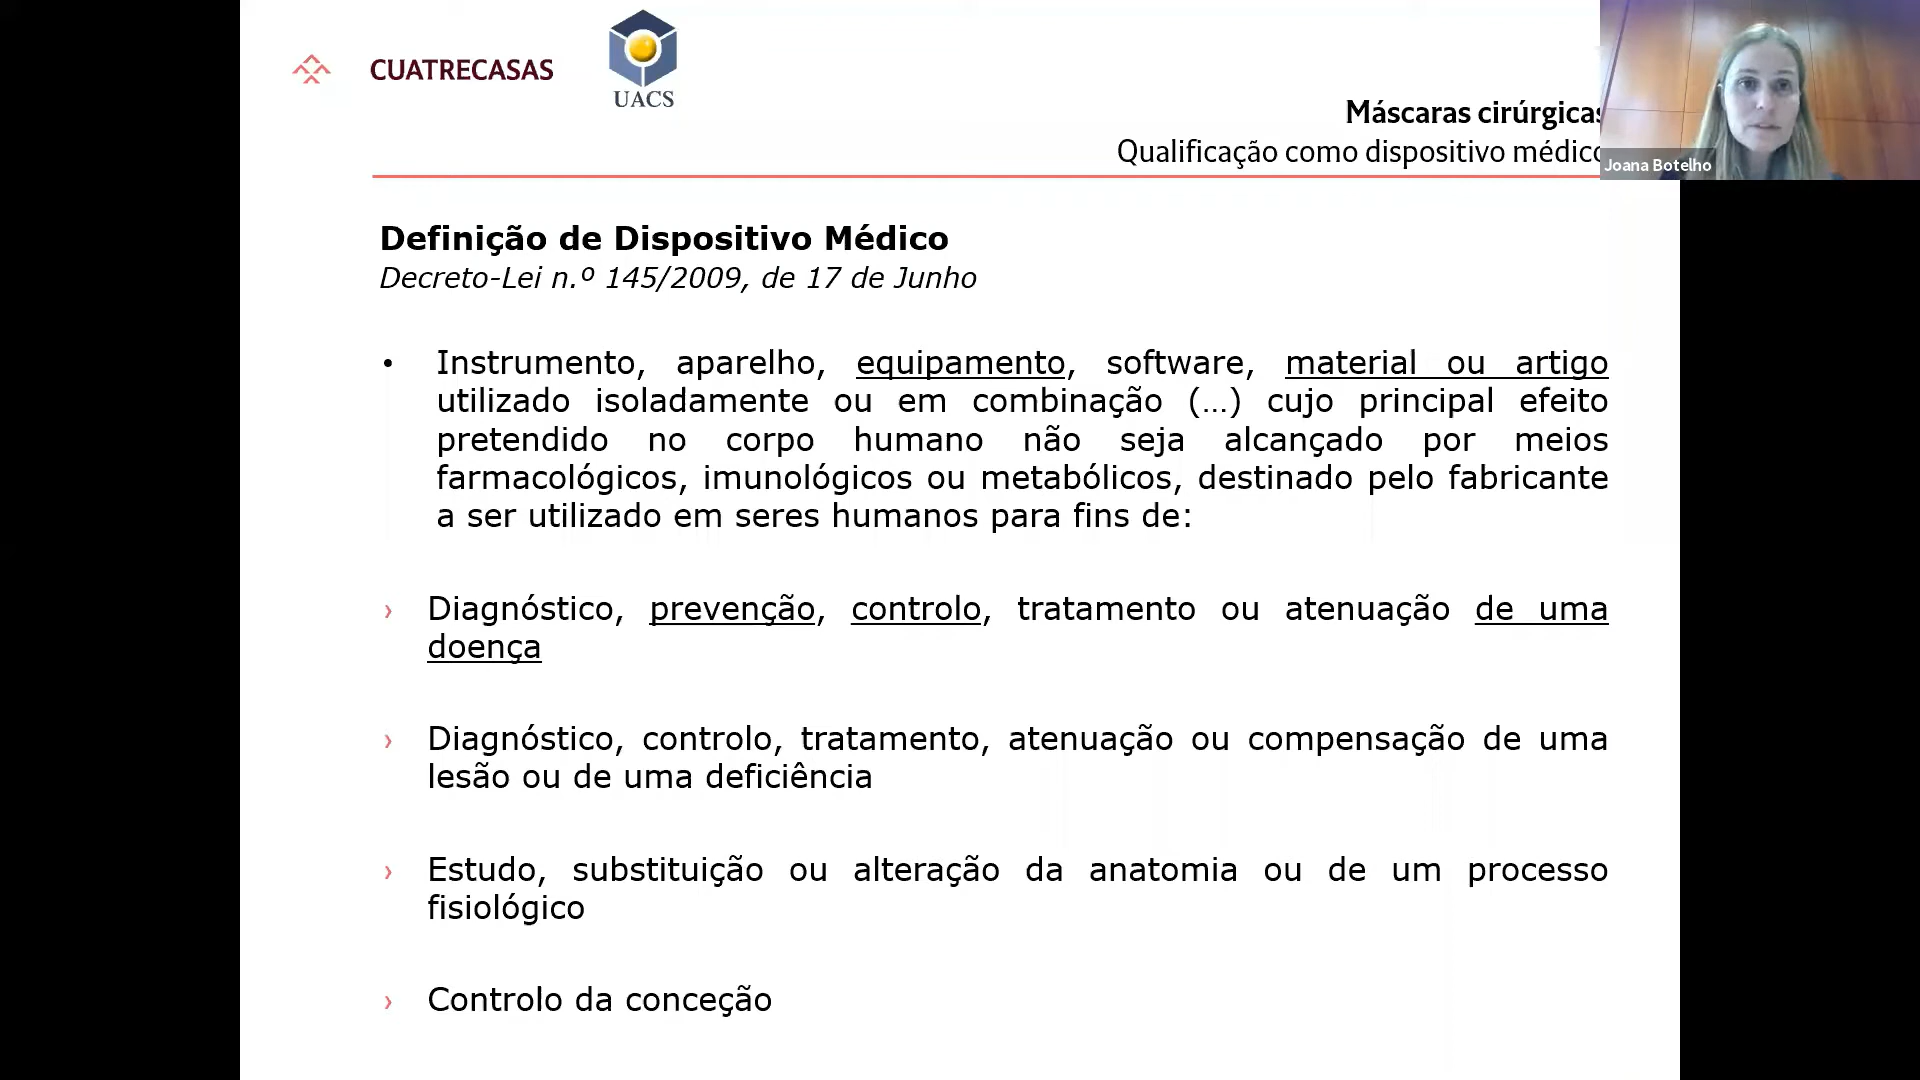 CUATRECASAS
UACS
Máscaras cirúrgicas
Qualificação como dispositivo médico
Joana Botelho
Definição de Dispositivo Médico
Decreto-Lei n.º 145/2009, de 17 de Junho
• Instrumento, aparelho, equipamento, software, material ou artigo
utilizado isoladamente ou em combinação (…) cujo principal efeito
pretendido no corpo humano não seja alcançado por meios
farmacológicos, imunológicos ou metabólicos, destinado pelo fabricante
a ser utilizado em seres humanos para fins de:
› Diagnóstico, prevenção, controlo, tratamento ou atenuação de uma
doença
› Diagnóstico, controlo, tratamento, atenuação ou compensação de uma
lesão ou de uma deficiência
› Estudo, substituição ou alteração da anatomia ou de um processo
fisiológico
› Controlo da conceção